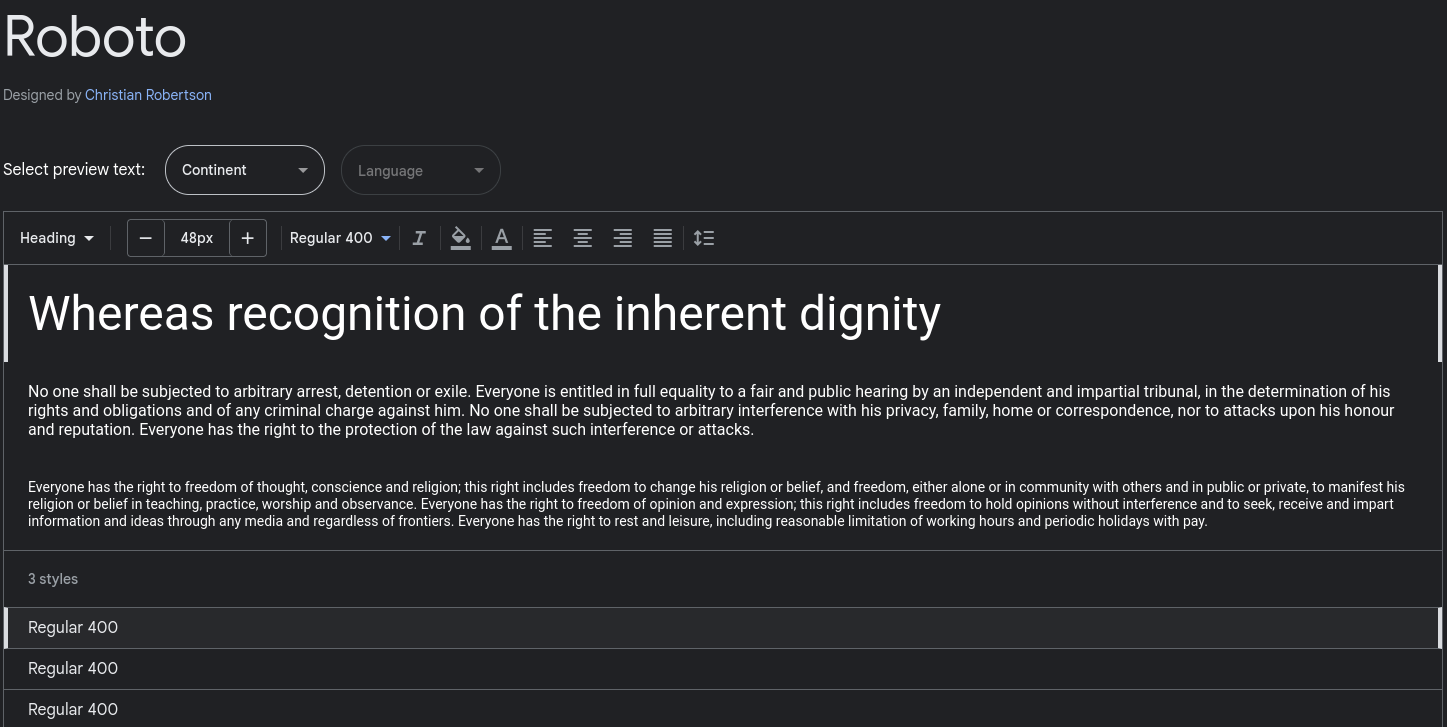 Roboto
Designed by Christian Robertson
Select preview text: Continent Language
Heading − 48px + Regular 400 I A
Whereas recognition of the inherent dignity
No one shall be subjected to arbitrary arrest, detention or exile. Everyone is entitled in full equality to a fair and public hearing by an independent and impartial tribunal, in the determination of his
rights and obligations and of any criminal charge against him. No one shall be subjected to arbitrary interference with his privacy, family, home or correspondence, nor to attacks upon his honour
and reputation. Everyone has the right to the protection of the law against such interference or attacks.
Everyone has the right to freedom of thought, conscience and religion; this right includes freedom to change his religion or belief, and freedom, either alone or in community with others and in public or private, to manifest his
religion or belief in teaching, practice, worship and observance. Everyone has the right to freedom of opinion and expression; this right includes freedom to hold opinions without interference and to seek, receive and impart
information and ideas through any media and regardless of frontiers. Everyone has the right to rest and leisure, including reasonable limitation of working hours and periodic holidays with pay.
3 styles
Regular 400
Regular 400
Regular 400